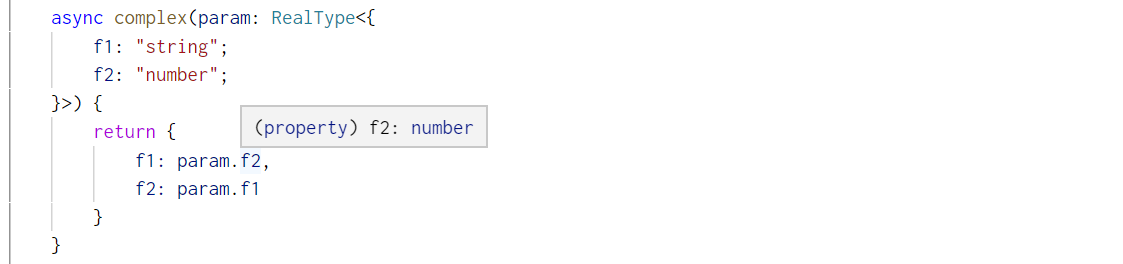 async complex(param: RealType<{
    f1: "string";
    f2: "number";
}>) {
    return {
(property) f2: number
        f1: param.f2,
        f2: param.f1
    }
}